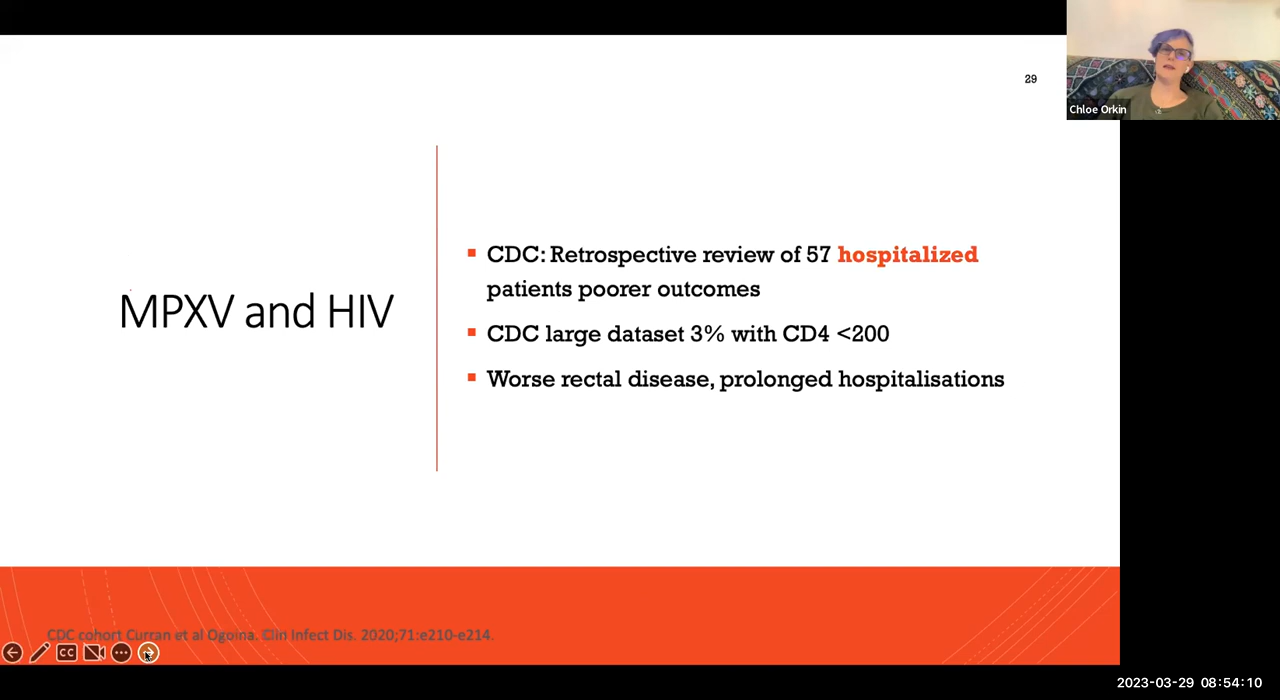 29
Chloe Orkin
MPXV and HIV
CDC: Retrospective review of 57 hospitalized
patients poorer outcomes
CDC large dataset 3% with CD4 <200
Worse rectal disease, prolonged hospitalisations
CDC cohort Curran et al Ogoina. Clin Infect Dis. 2020;71:e210-e214.
CC
2023-03-29 08:54:10